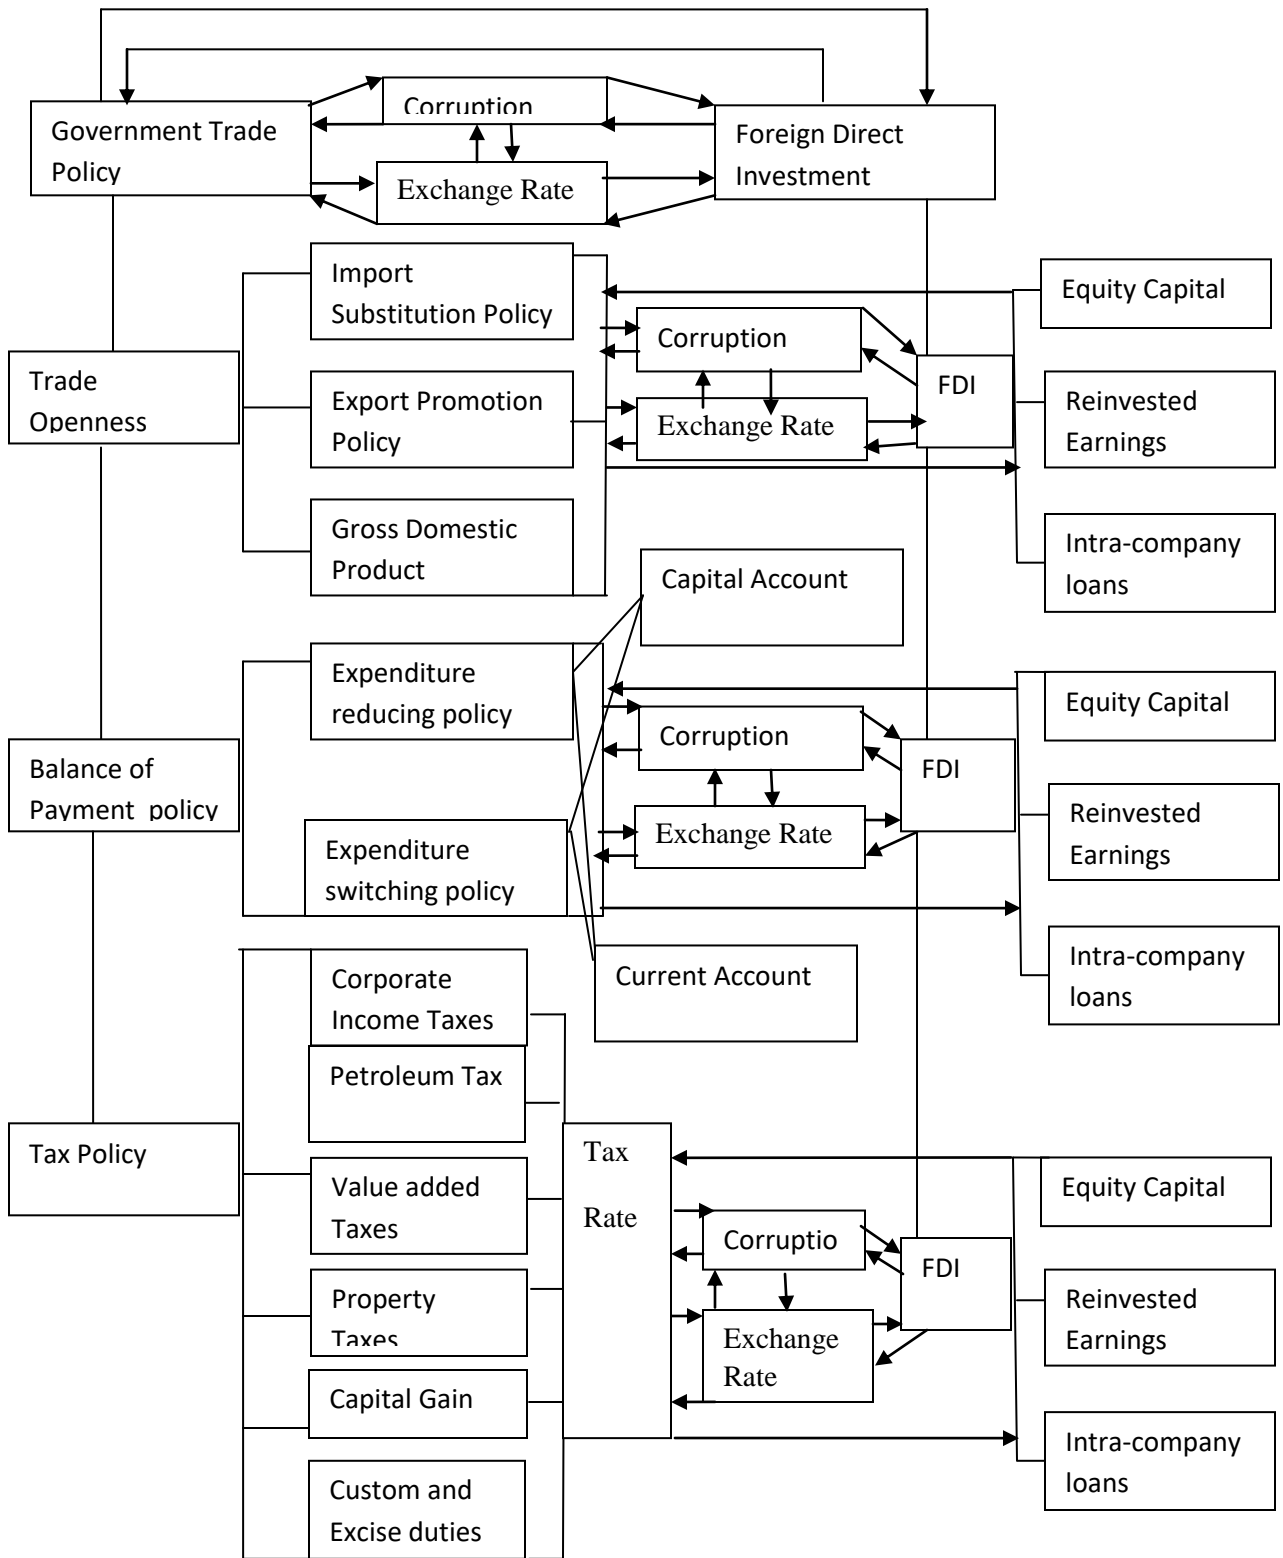 Corruption
Government Trade
Policy
Foreign Direct
Investment
Exchange Rate
Import
Substitution Policy
Equity Capital
Corruption
Trade
Openness
FDI
Export Promotion
Policy
Exchange Rate
Reinvested
Earnings
Gross Domestic
Product
Intra-company
loans
Capital Account
Expenditure
reducing policy
Equity Capital
Corruption
Balance of
Payment policy
FDI
Exchange Rate
Reinvested
Earnings
Expenditure
switching policy
Current Account
Intra-company
loans
Corporate
Income Taxes
Petroleum Tax
Tax Policy
Tax
Rate
Equity Capital
Value added
Taxes
Corruptio
FDI
Property
Taxes
Exchange
Rate
Reinvested
Earnings
Capital Gain
Intra-company
loans
Custom and
Excise duties